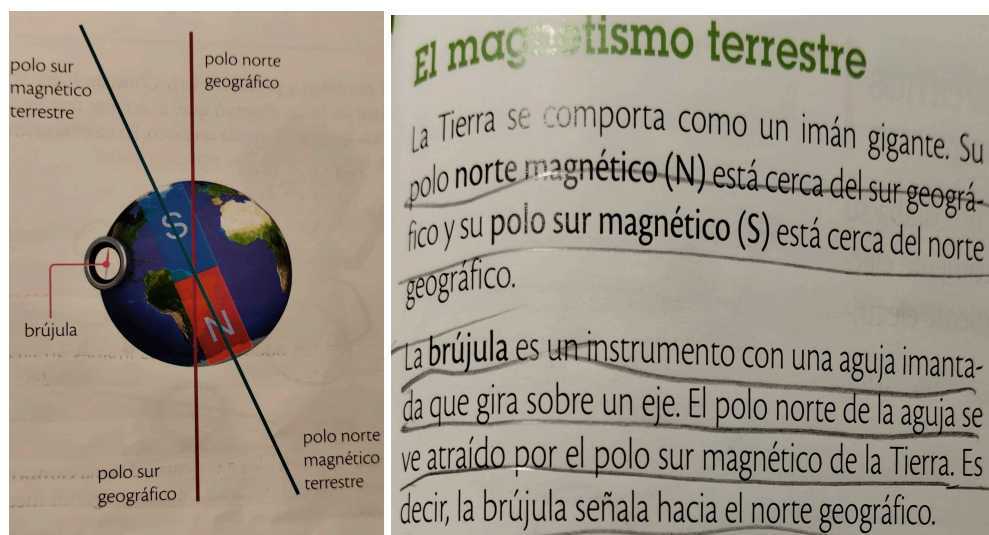 polo sur
magnético
terrestre
polo norte
geográfico
S
brújula
N
polo norte
magnético
terrestre
polo sur
geográfico
El magnetismo terrestre
La Tierra se comporta como un imán gigante. Su
polo norte magnético (N) está cerca del sur geográ-
fico y su polo sur magnético (S) está cerca del norte
geográfico.
La brújula es un instrumento con una aguja imanta-
da que gira sobre un eje. El polo norte de la aguja se
ve atraído por el polo sur magnético de la Tierra. Es
decir, la brújula señala hacia el norte geográfico.